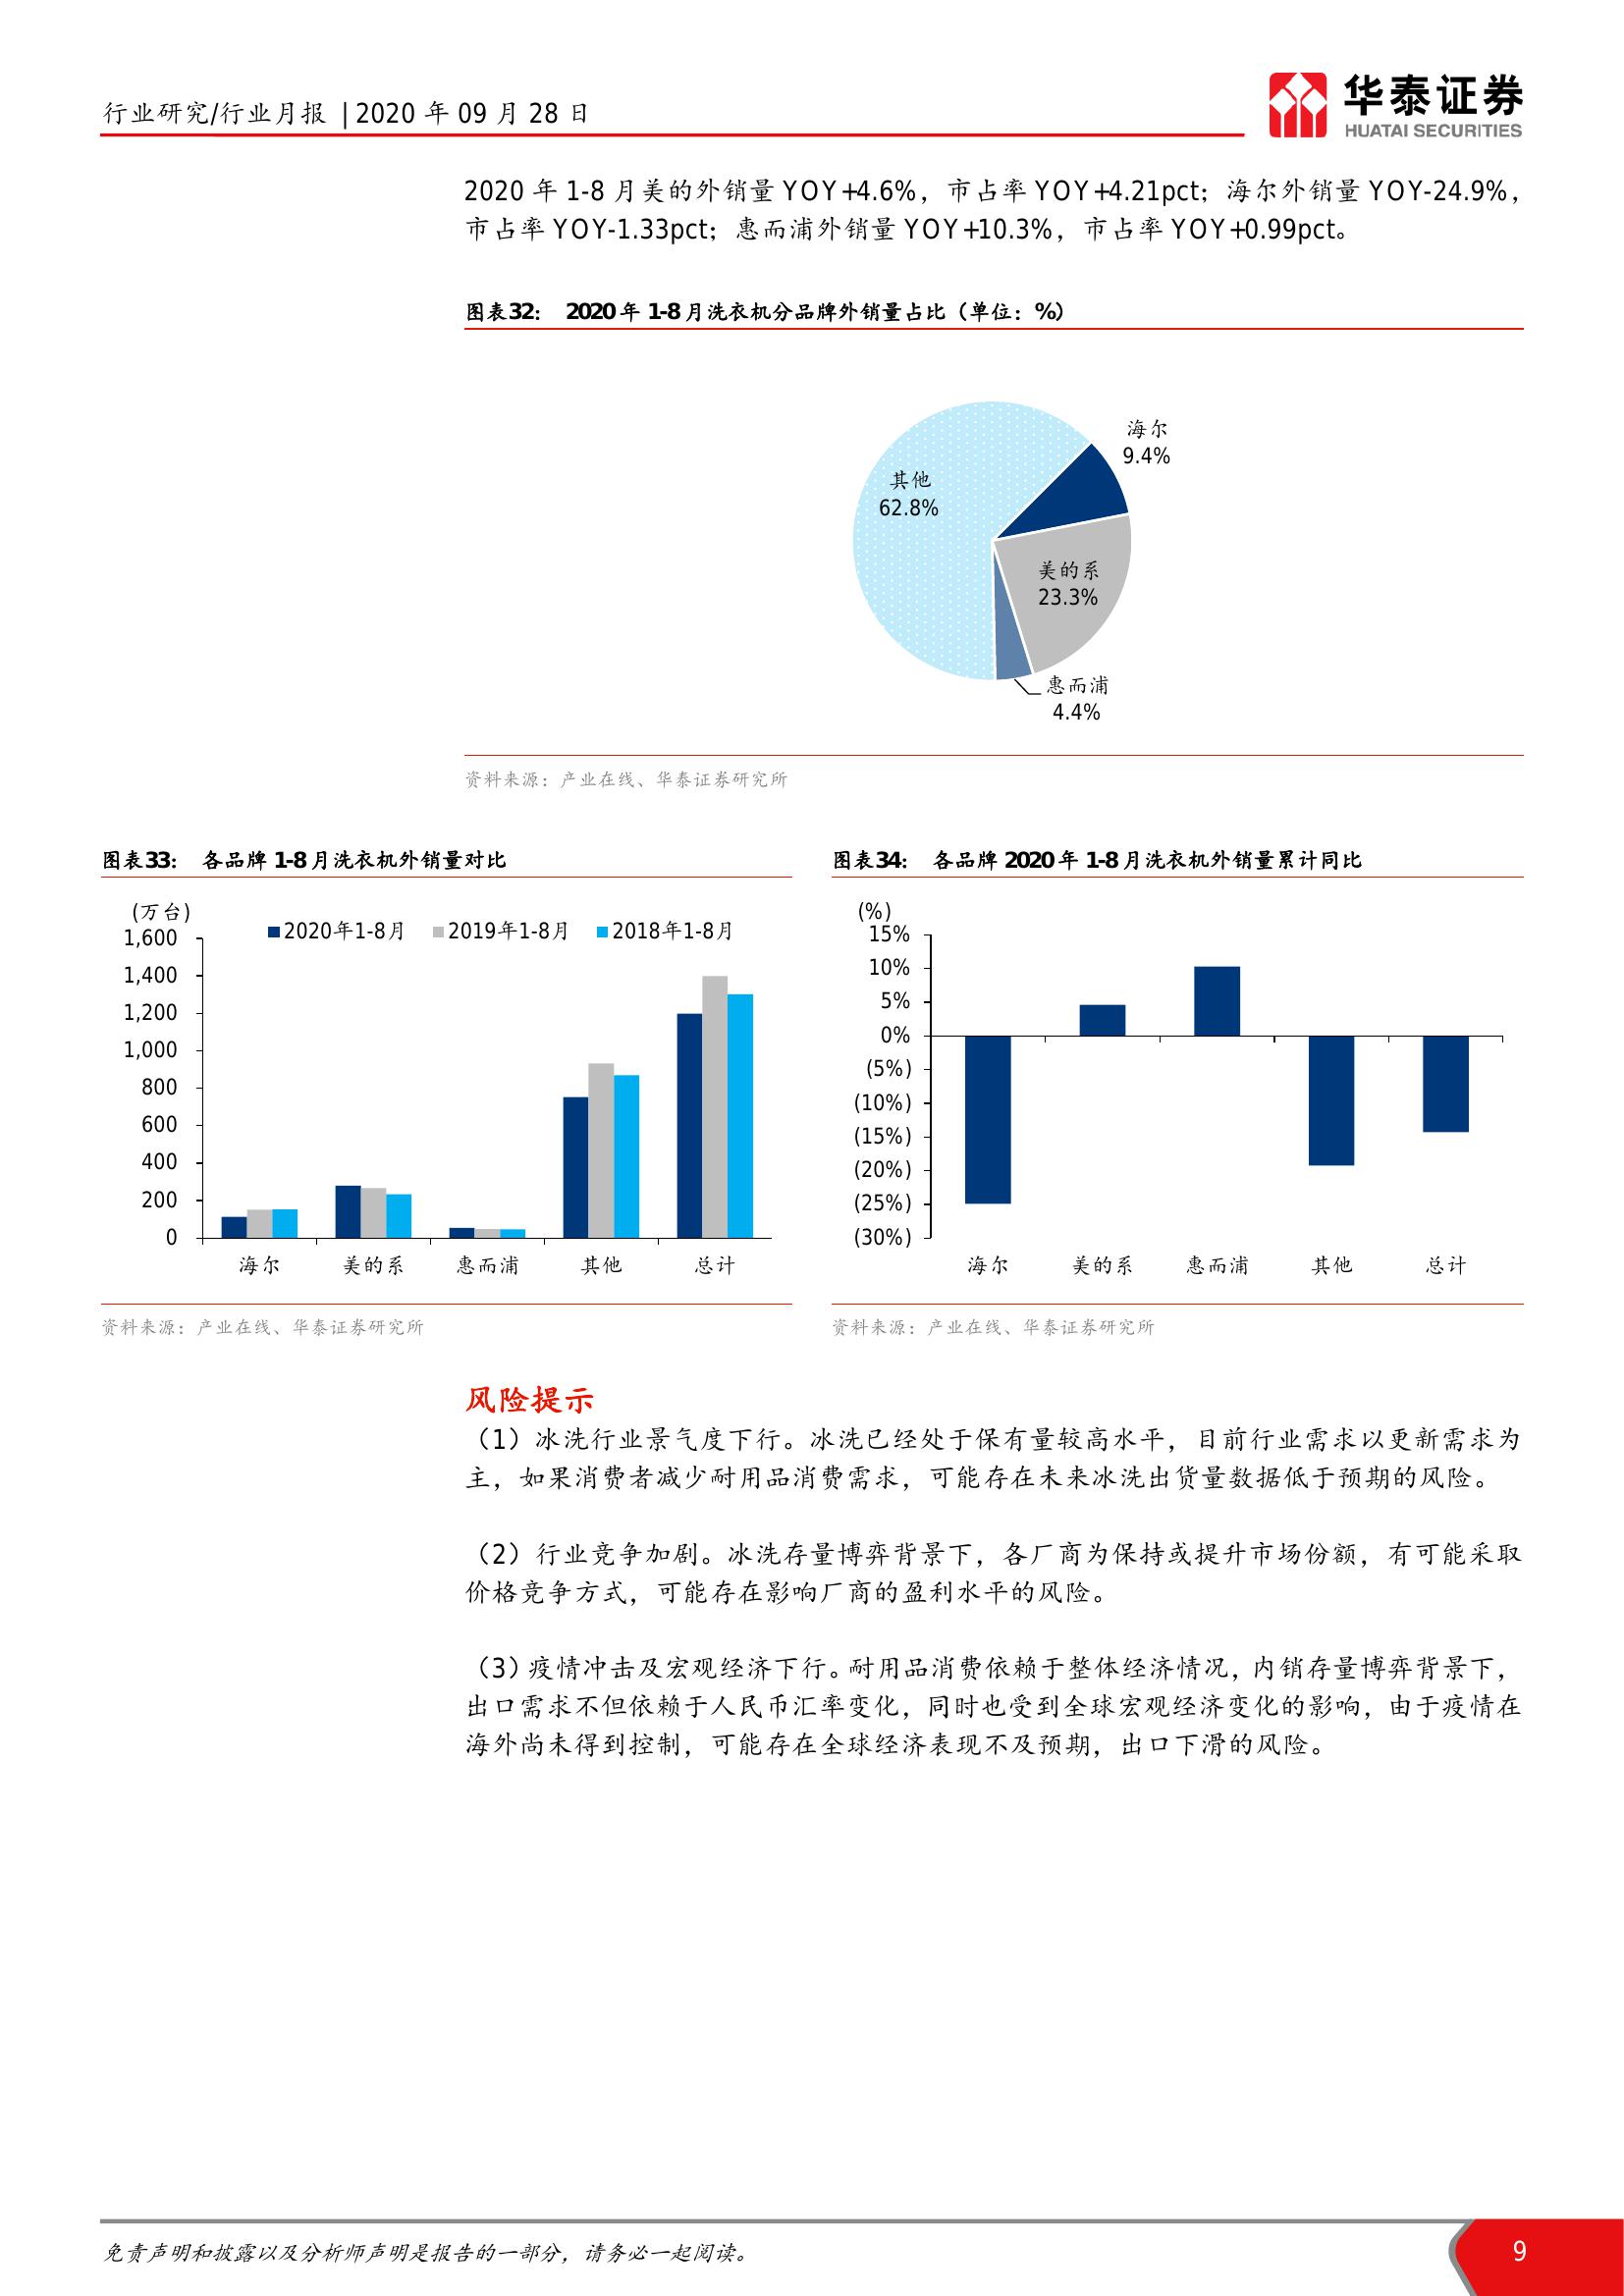 行业研究/行业月报 | 2020 年 09 月 28 日
华泰证券
HUATAI SECURITIES
2020 年 1-8 月美的外销量 YOY+4.6%，市占率 YOY+4.21pct；海尔外销量 YOY-24.9%，
市占率 YOY-1.33pct；惠而浦外销量 YOY+10.3%，市占率 YOY+0.99pct。
图表32： 2020 年 1-8 月洗衣机分品牌外销量占比（单位：%）
海尔
9.4%
其他
62.8%
美的系
23.3%
惠而浦
4.4%
资料来源：产业在线、华泰证券研究所
图表33： 各品牌 1-8 月洗衣机外销量对比
(万台)
2020年1-8月 2019年1-8月 2018年1-8月
1,600
1,400
1,200
1,000
800
600
400
200
0
海尔 美的系 惠而浦 其他 总计
资料来源：产业在线、华泰证券研究所
图表34： 各品牌 2020 年 1-8 月洗衣机外销量累计同比
(%)
15%
10%
5%
0%
(5%)
(10%)
(15%)
(20%)
(25%)
(30%)
海尔 美的系 惠而浦 其他 总计
资料来源：产业在线、华泰证券研究所
风险提示
（1）冰洗行业景气度下行。冰洗已经处于保有量较高水平，目前行业需求以更新需求为
主，如果消费者减少耐用品消费需求，可能存在未来冰洗出货量数据低于预期的风险。
（2）行业竞争加剧。冰洗存量博弈背景下，各厂商为保持或提升市场份额，有可能采取
价格竞争方式，可能存在影响厂商的盈利水平的风险。
（3）疫情冲击及宏观经济下行。耐用品消费依赖于整体经济情况，内销存量博弈背景下，
出口需求不但依赖于人民币汇率变化，同时也受到全球宏观经济变化的影响，由于疫情在
海外尚未得到控制，可能存在全球经济表现不及预期，出口下滑的风险。
免责声明和披露以及分析师声明是报告的一部分，请务必一起阅读。
9